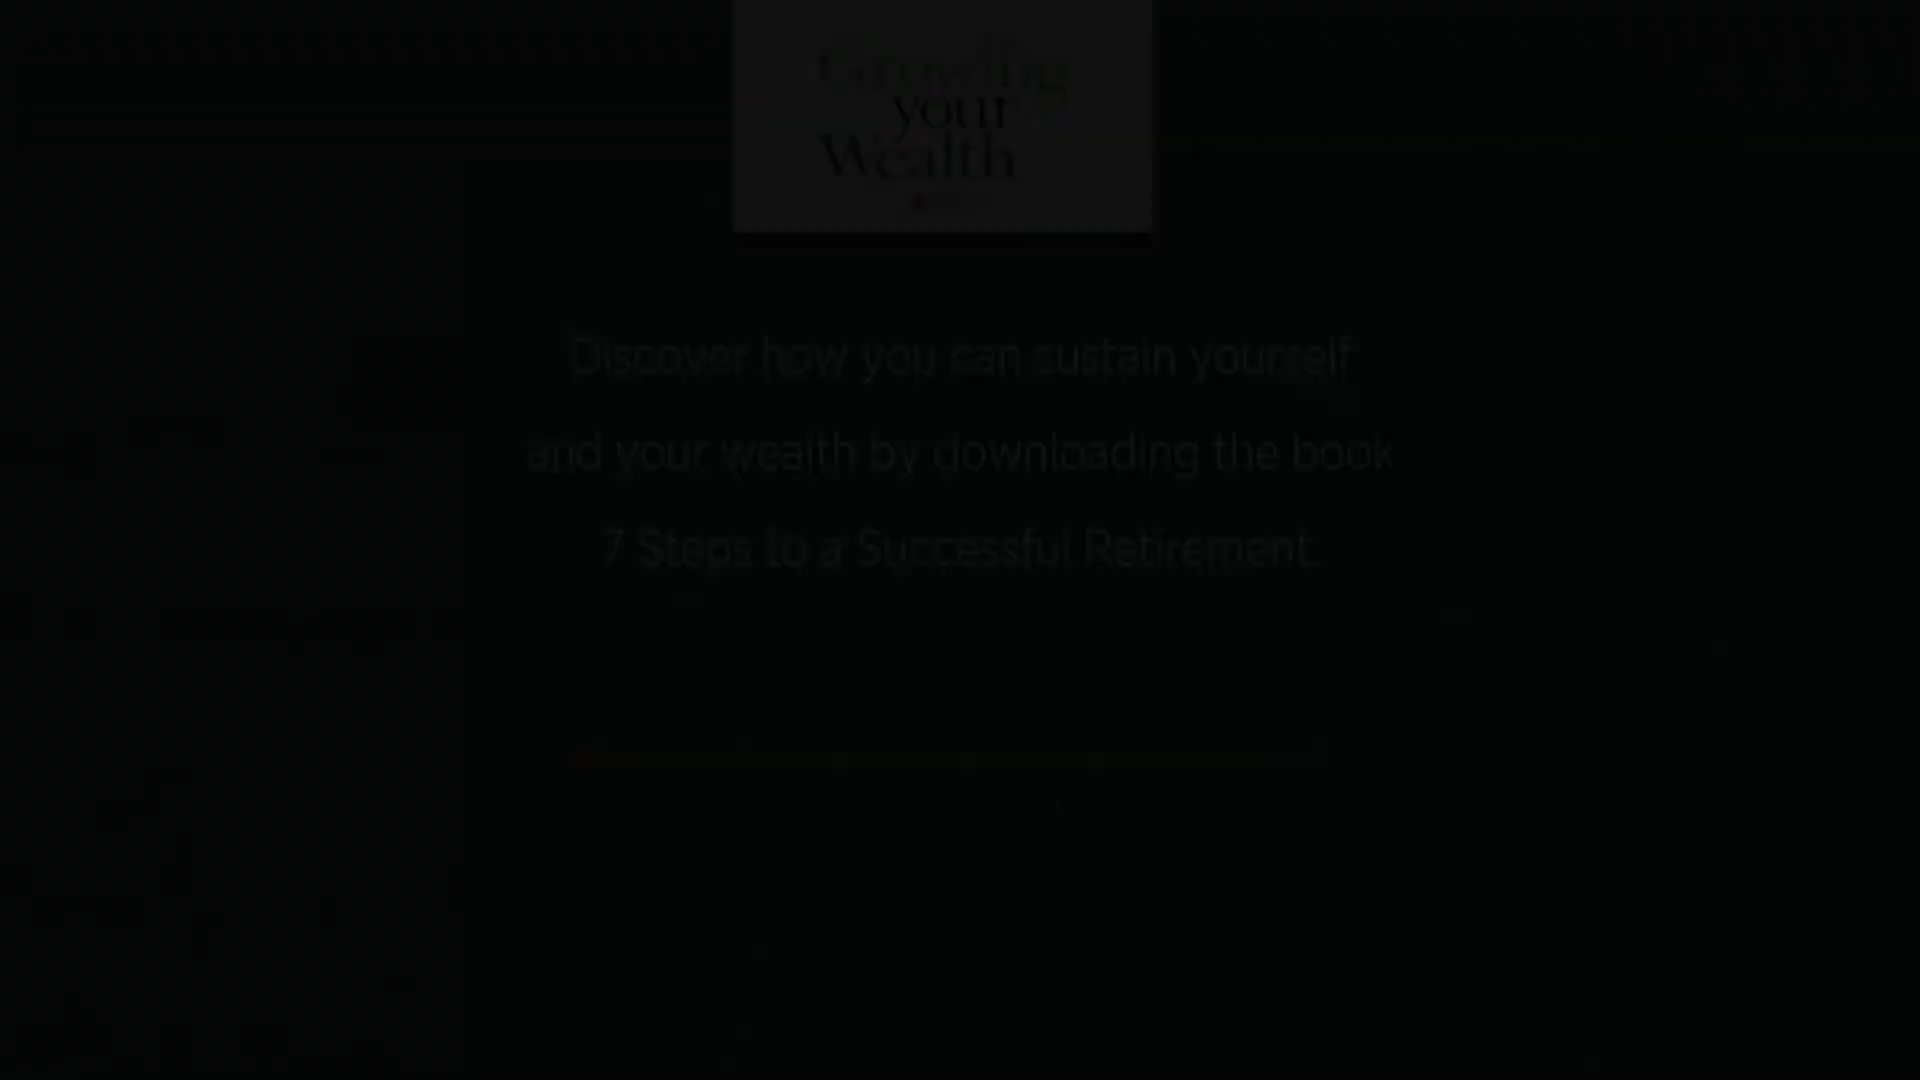 Growing
your
Wealth
Discover how you can sustain yourself
and your wealth by downloading the book
7 Steps to a Successful Retirement.